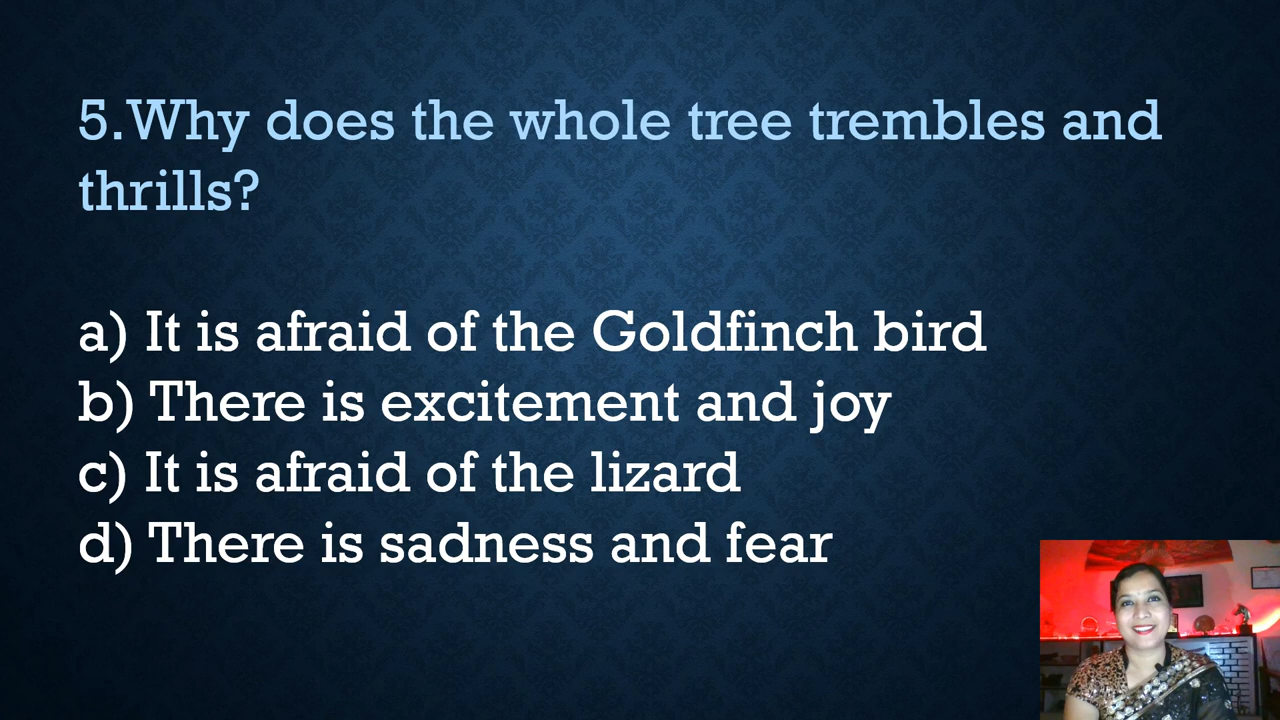 5.Why does the whole tree trembles and
thrills?
a) It is afraid of the Goldfinch bird
b) There is excitement and joy
c) It is afraid of the lizard
d) There is sadness and fear